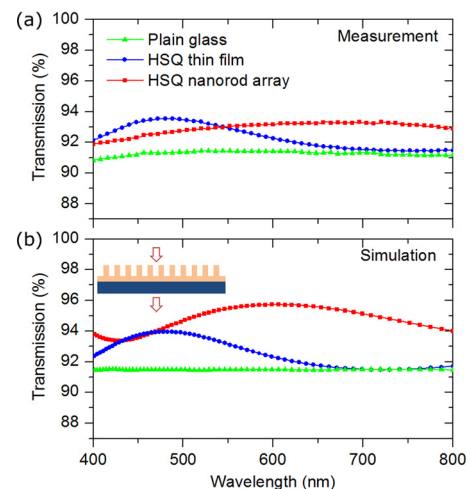 (a)
100
98
96
94
92
90
88
Transmission (%)
Plain glass
HSQ thin film
HSQ nanorod array
Measurement
(b)
100
98
96
94
92
90
88
Transmission (%)
Simulation
400 500 600 700 800
Wavelength (nm)